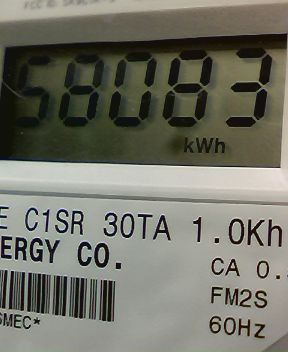 58083
kWh
E C1SR 30TA 1.0Kh
ERGY CO.
CA 0.
FM2S
60Hz
SMEC*